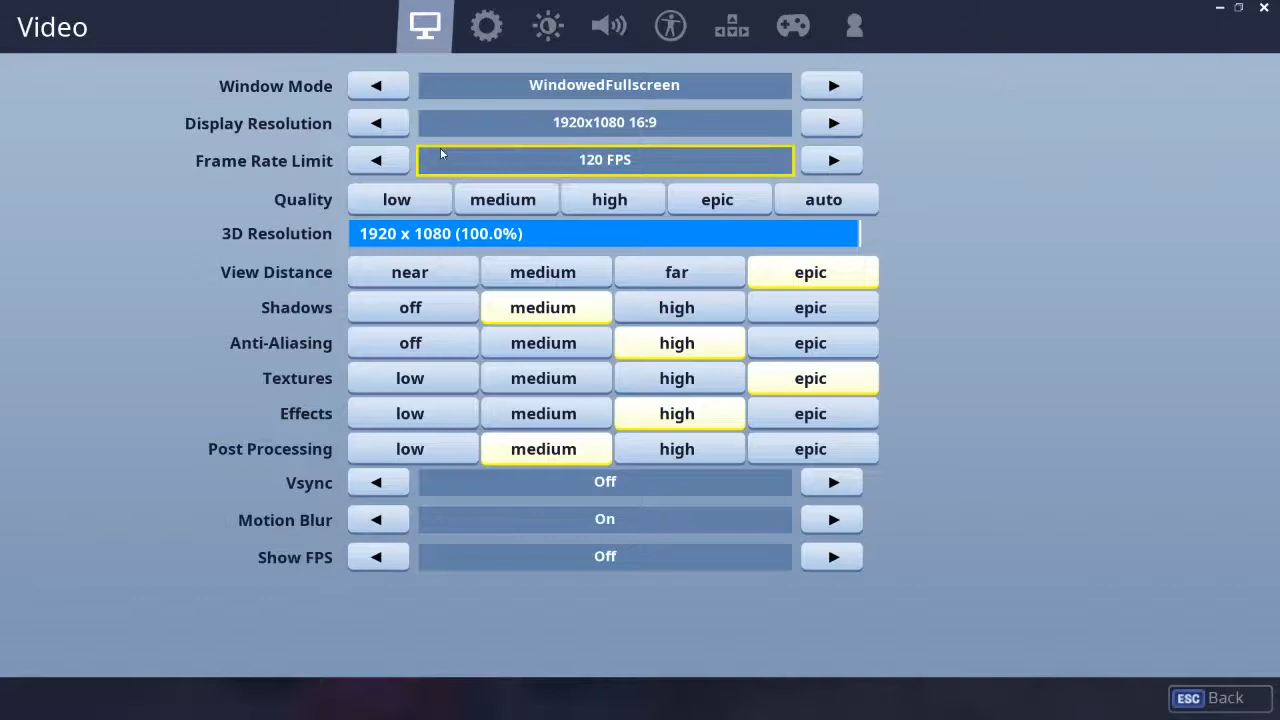 Video
Window Mode ◄ WindowedFullscreen ►
Display Resolution ◄ 1920x1080 16:9 ►
Frame Rate Limit ◄ 120 FPS ►
Quality low medium high epic auto
3D Resolution 1920 x 1080 (100.0%)
View Distance near medium far epic
Shadows off medium high epic
Anti-Aliasing off medium high epic
Textures low medium high epic
Effects low medium high epic
Post Processing low medium high epic
Vsync ◄ Off ►
Motion Blur ◄ On ►
Show FPS ◄ Off ►
ESC Back